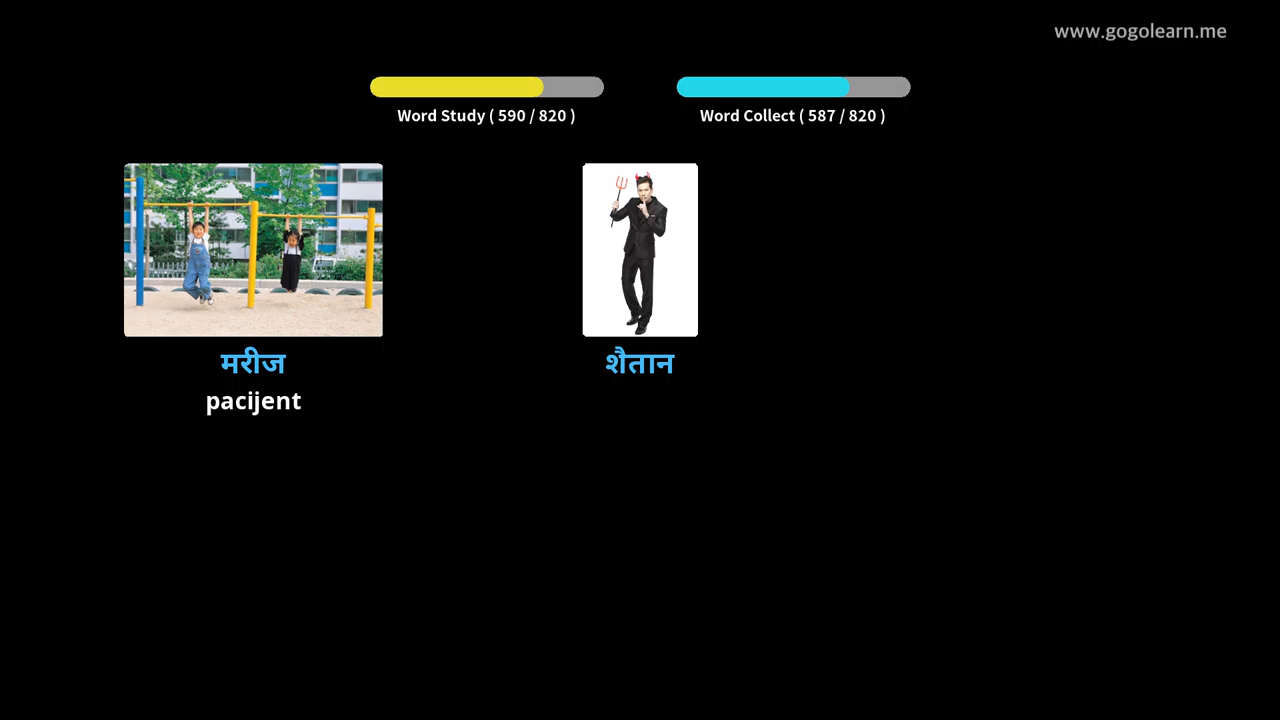 www.gogolearn.me
Word Study ( 590 / 820 )
Word Collect ( 587 / 820 )
मरीज
pacijent
शैतान